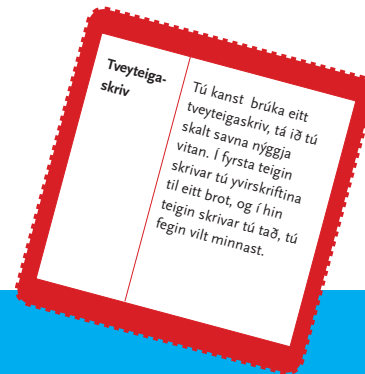 Tveyteiga-
skriv
Tú kanst brúka eitt
tveyteigaskriv, tá ið tú
skalt savna nýggja
vitan. Í fyrsta teigin
skrivar tú yvirskriftina
til eitt brot, og í hin
teigin skrivar tú tað, tú
fegin vilt minnast.